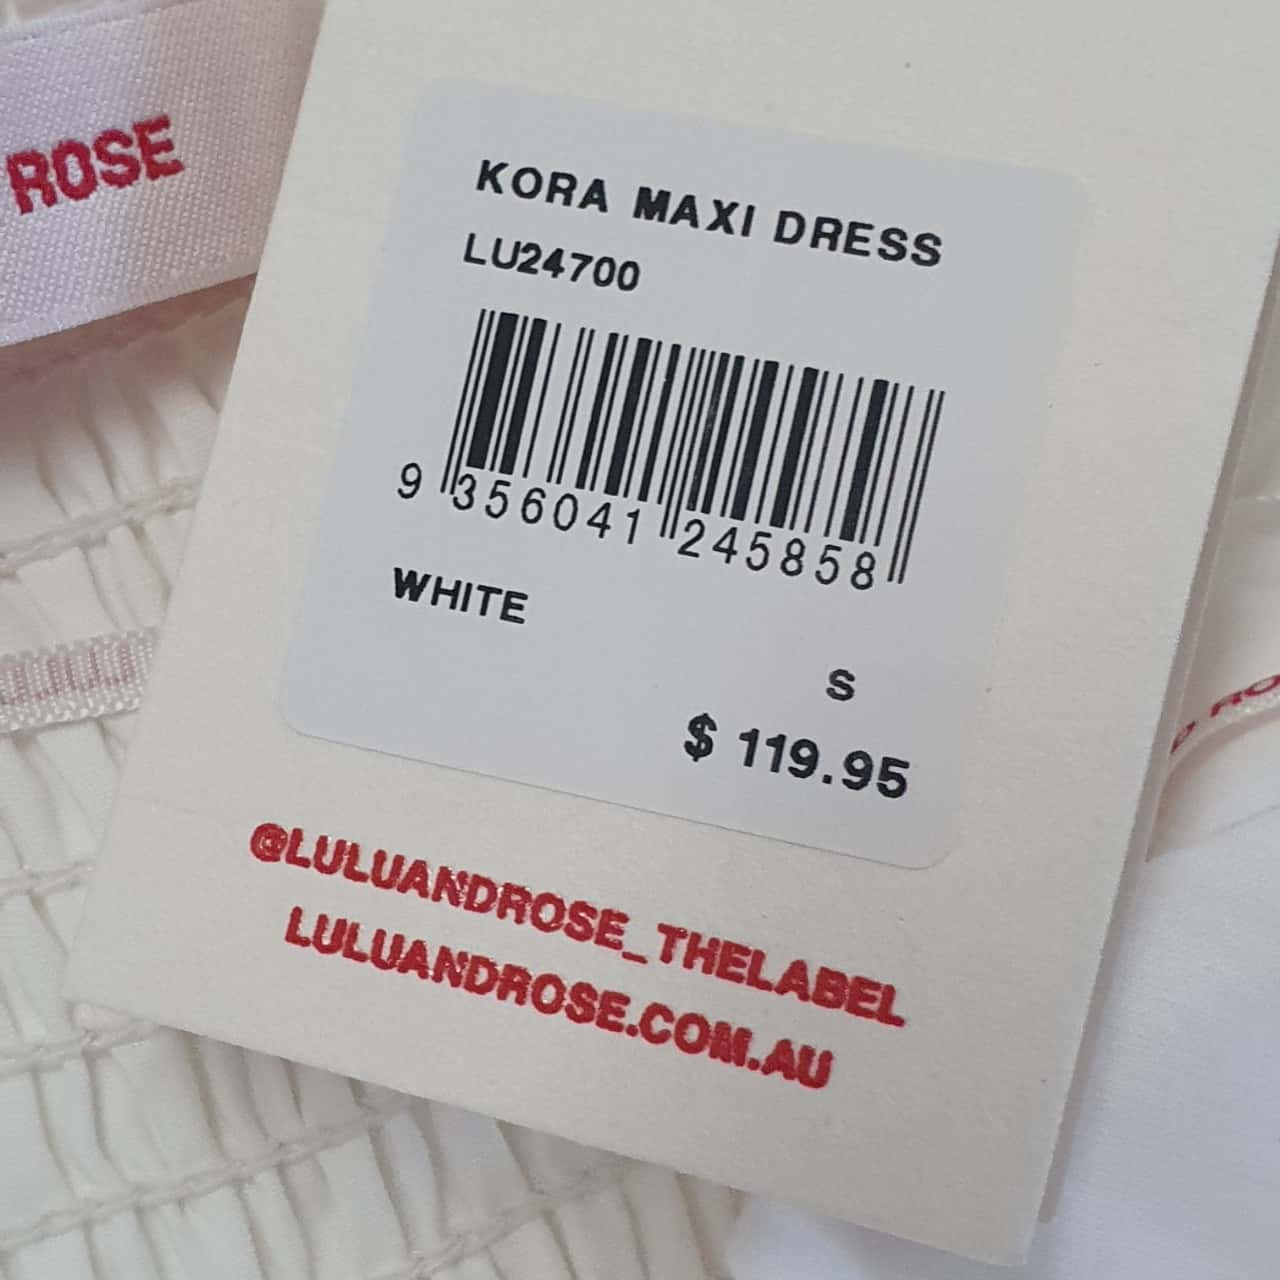 ROSE
KORA MAXI DRESS
LU24700
9 356041 245858
WHITE
S
$ 119.95
@LULUANDROSE_THELABEL
LULUANDROSE.COM.AU